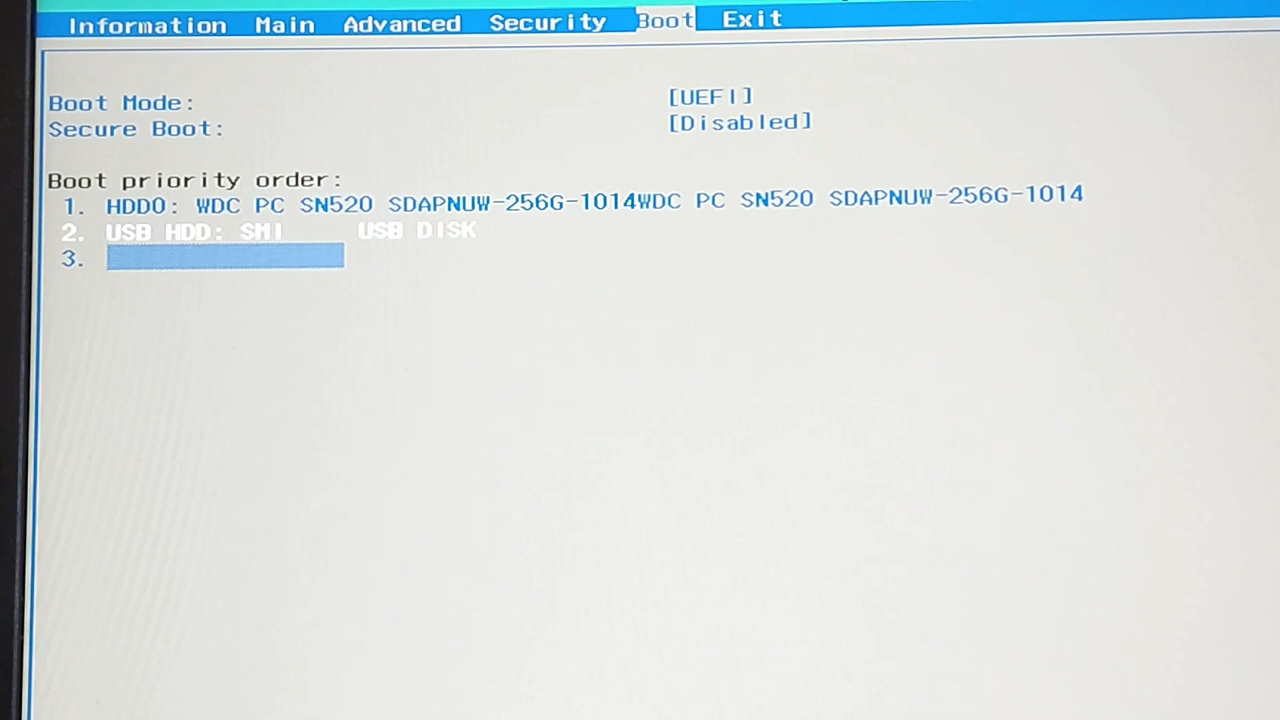 Information Main Advanced Security Boot Exit
Boot Mode: [UEFI]
Secure Boot: [Disabled]
Boot priority order:
1. HDD0: WDC PC SN520 SDAPNUW-256G-1014WDC PC SN520 SDAPNUW-256G-1014
2. USB HDD: SMI USB DISK
3.